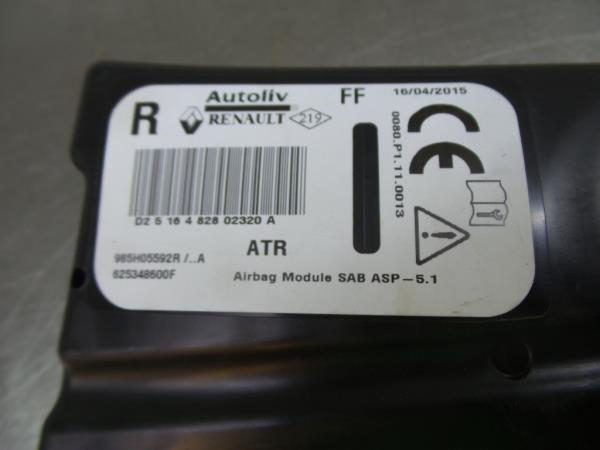 R
Autoliv
RENAULT 219
FF
16/04/2015
CE
0080.P1.11.0013
D2 5 16 4 828 02320 A
985H05592R /..A
625348600F
ATR
Airbag Module SAB ASP-5.1